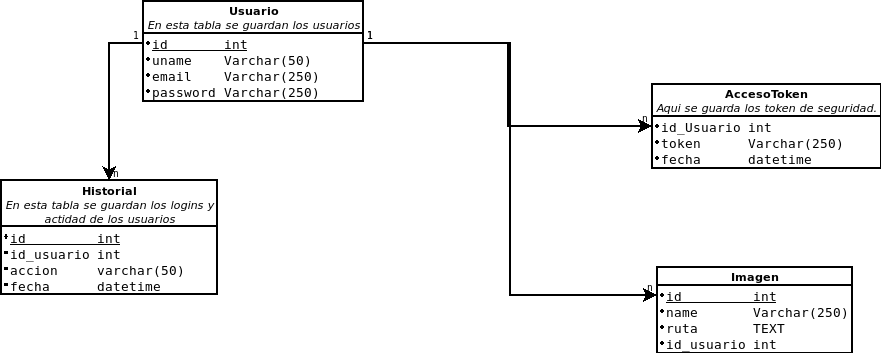 Usuario
En esta tabla se guardan los usuarios
id int
uname Varchar(50)
email Varchar(250)
password Varchar(250)
1
1
n
Historial
En esta tabla se guardan los logins y
actidad de los usuarios
id int
id_usuario int
accion varchar(50)
fecha datetime
n
AccesoToken
Aqui se guarda los token de seguridad.
id_Usuario int
token Varchar(250)
fecha datetime
n
Imagen
id int
name Varchar(250)
ruta TEXT
id_usuario int